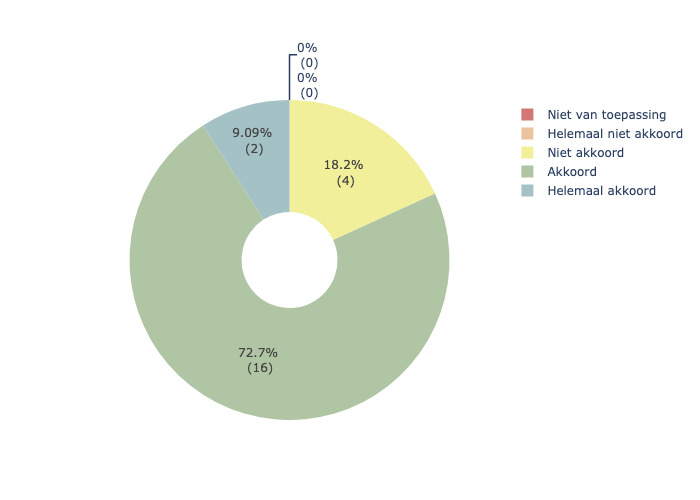 0%
(0)
0%
(0)
9.09%
(2)
18.2%
(4)
72.7%
(16)
Niet van toepassing
Helemaal niet akkoord
Niet akkoord
Akkoord
Helemaal akkoord